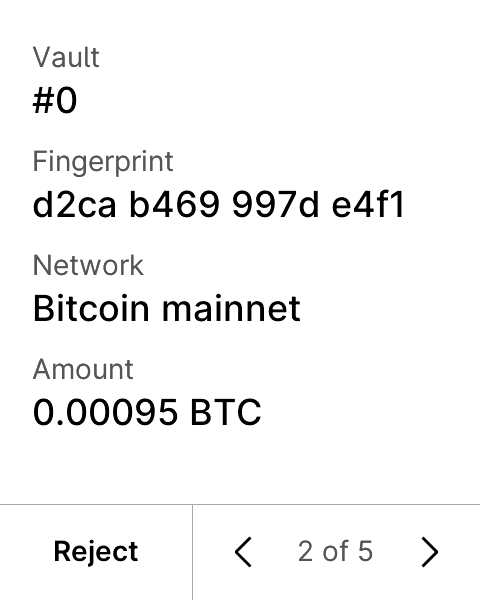 Vault
#0
Fingerprint
d2ca b469 997d e4f1
Network
Bitcoin mainnet
Amount
0.00095 BTC
Reject
2 of 5